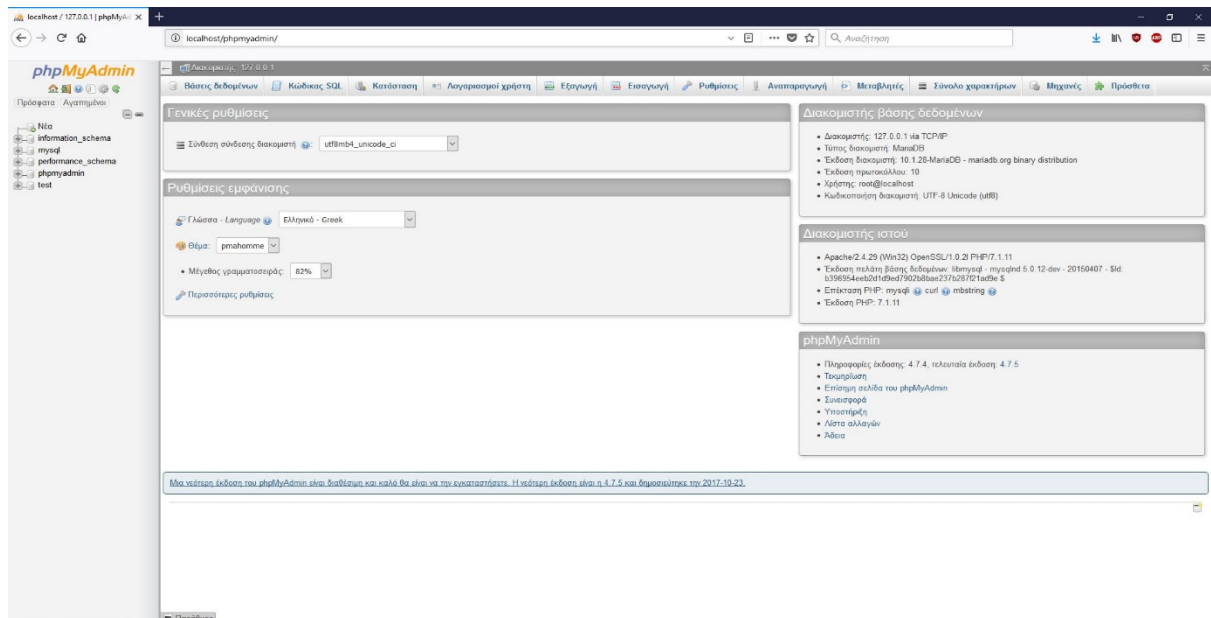 localhost / 127.0.0.1 | phpMyAd
localhost/phpmyadmin/
Αναζήτηση
phpMyAdmin
Πρόσφατα Αγαπημένα
Νέα
information_schema
mysql
performance_schema
phpmyadmin
test
Διακομιστής: 127.0.0.1
Βάσεις δεδομένων Κώδικας SQL Κατάσταση Λογαριασμοί χρήστη Εξαγωγή Εισαγωγή Ρυθμίσεις Αναπαραγωγή Μεταβλητές Σύνολο χαρακτήρων Μηχανές Πρόσθετα
Γενικές ρυθμίσεις
Σύνθεση σύνδεσης διακομιστή : utf8mb4_unicode_ci
Ρυθμίσεις εμφάνισης
Γλώσσα - Language Ελληνικά - Greek
Θέμα: pmahomme
• Μέγεθος γραμματοσειράς: 82%
Περισσότερες ρυθμίσεις
Διακομιστής βάσης δεδομένων
• Διακομιστής: 127.0.0.1 via TCP/IP
• Τύπος διακομιστή: MariaDB
• Έκδοση διακομιστή: 10.1.28-MariaDB - mariadb.org binary distribution
• Έκδοση πρωτοκόλλου: 10
• Χρήστης: root@localhost
• Κωδικοποίηση διακομιστή: UTF-8 Unicode (utf8)
Διακομιστής ιστού
• Apache/2.4.29 (Win32) OpenSSL/1.0.2l PHP/7.1.11
• Έκδοση πελάτη βάσης δεδομένων: libmysql - mysqlnd 5.0.12-dev - 20150407 - $Id:
b396954eeb2d1d9ed7902b8bae237b287f21ad9e $
• Επέκταση PHP: mysqli curl mbstring
• Έκδοση PHP: 7.1.11
phpMyAdmin
• Πληροφορίες έκδοσης: 4.7.4, τελευταία έκδοση: 4.7.5
• Τεκμηρίωση
• Επίσημη σελίδα του phpMyAdmin
• Συνεισφορά
• Υποστήριξη
• Λίστα αλλαγών
• Άδεια
Μια νεότερη έκδοση του phpMyAdmin είναι διαθέσιμη και καλό θα είναι να την εγκαταστήσετε. Η νεότερη έκδοση είναι η 4.7.5 και δημοσιεύτηκε την 2017-10-23.